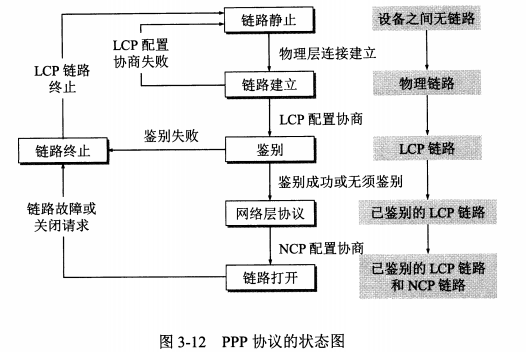 链路静止
设备之间无链路
LCP 配置
协商失败
物理层连接建立
LCP 链路
终止
链路建立
物理链路
LCP 配置协商
鉴别失败
链路终止
鉴别
LCP 链路
鉴别成功或无须鉴别
链路故障或
关闭请求
网络层协议
已鉴别的 LCP 链路
NCP 配置协商
链路打开
已鉴别的 LCP 链路
和 NCP 链路
图 3-12 PPP 协议的状态图